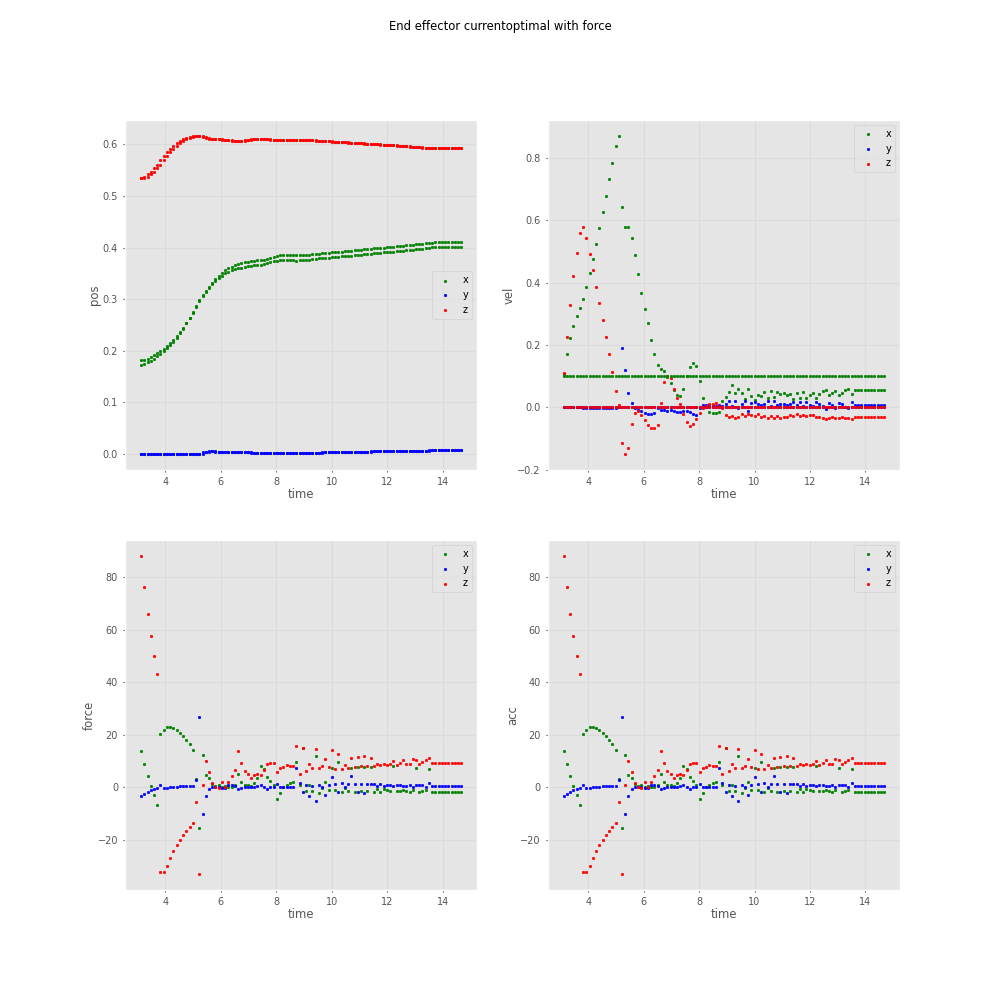 End effector currentoptimal with force
0.6
0.5
0.4
0.3
0.2
0.1
0.0
pos
4 6 8 10 12 14
time
x
y
z
0.8
0.6
0.4
0.2
0.0
−0.2
vel
4 6 8 10 12 14
time
x
y
z
80
60
40
20
0
−20
force
4 6 8 10 12 14
time
x
y
z
80
60
40
20
0
−20
acc
4 6 8 10 12 14
time
x
y
z